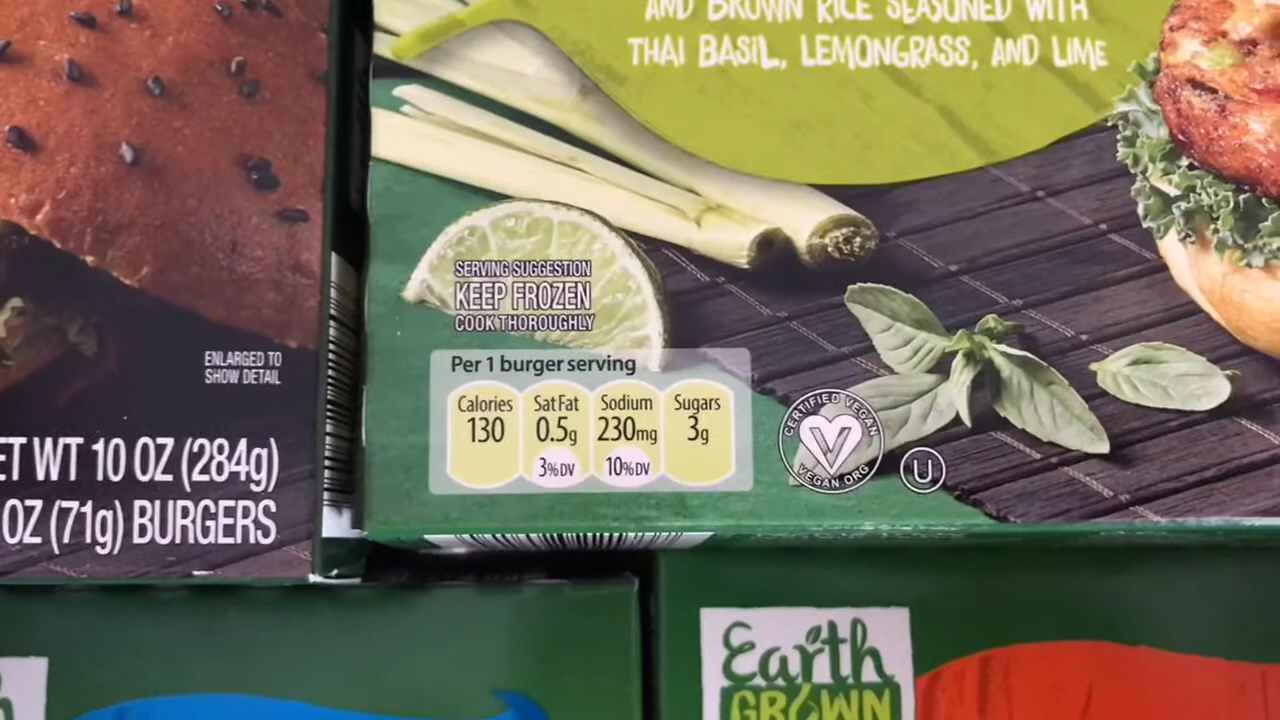 AND BROWN RICE SEASONED WITH
THAI BASIL, LEMONGRASS, AND LIME
SERVING SUGGESTION
KEEP FROZEN
COOK THOROUGHLY
ENLARGED TO
SHOW DETAIL
Per 1 burger serving
Calories
130
Sat Fat
0.5g
3% DV
Sodium
230mg
10% DV
Sugars
3g
CERTIFIED VEGAN
VEGAN.ORG
U
ET WT 10 OZ (284g)
OZ (71g) BURGERS
Earth
GROWN